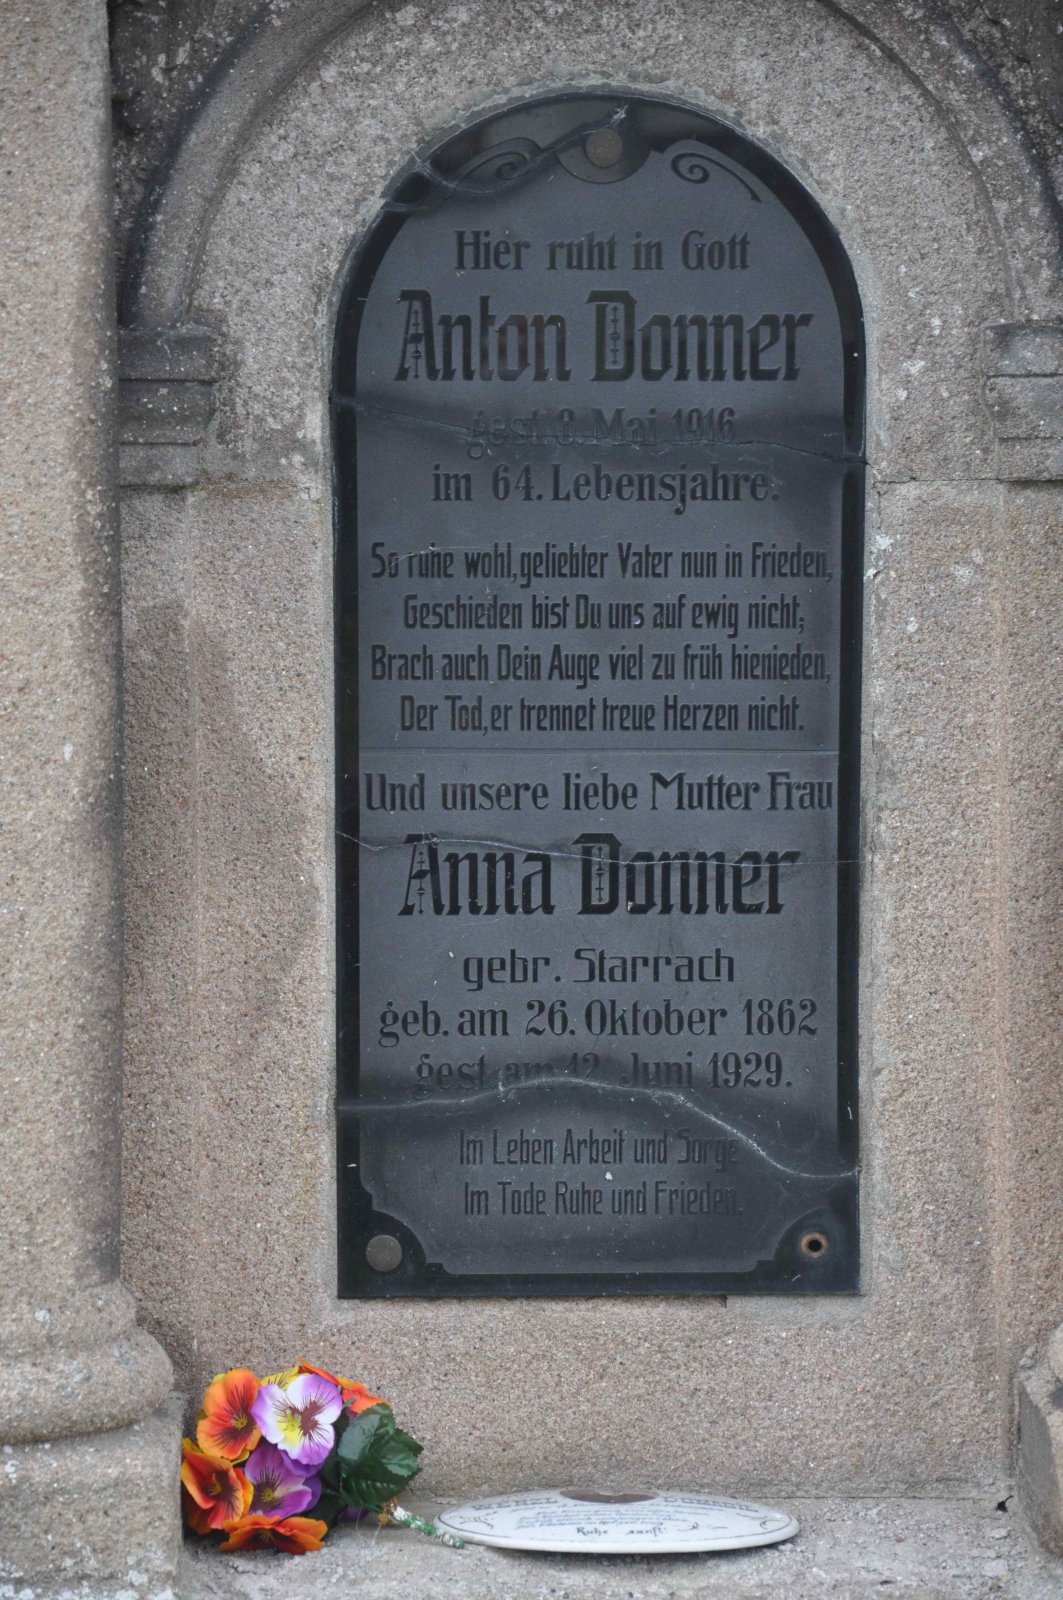 Hier ruht in Gott
Anton Donner
gest. 8. Mai 1916
im 64. Lebensjahre.
So ruhe wohl, geliebter Vater nun in Frieden,
Geschieden bist Du uns auf ewig nicht;
Brach auch Dein Auge viel zu früh hienieden,
Der Tod, er trennet treue Herzen nicht.
Und unsere liebe Mutter Frau
Anna Donner
gebr. Starrach
geb. am 26. Oktober 1862
gest am 12. Juni 1929.
Im Leben Arbeit und Sorge
Im Tode Ruhe und Frieden.
Ruhe sanft!